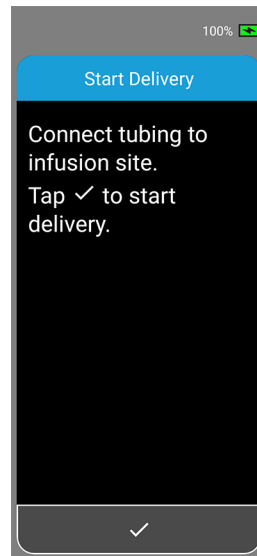 100%
Start Delivery
Connect tubing to
infusion site.
Tap ✓ to start
delivery.